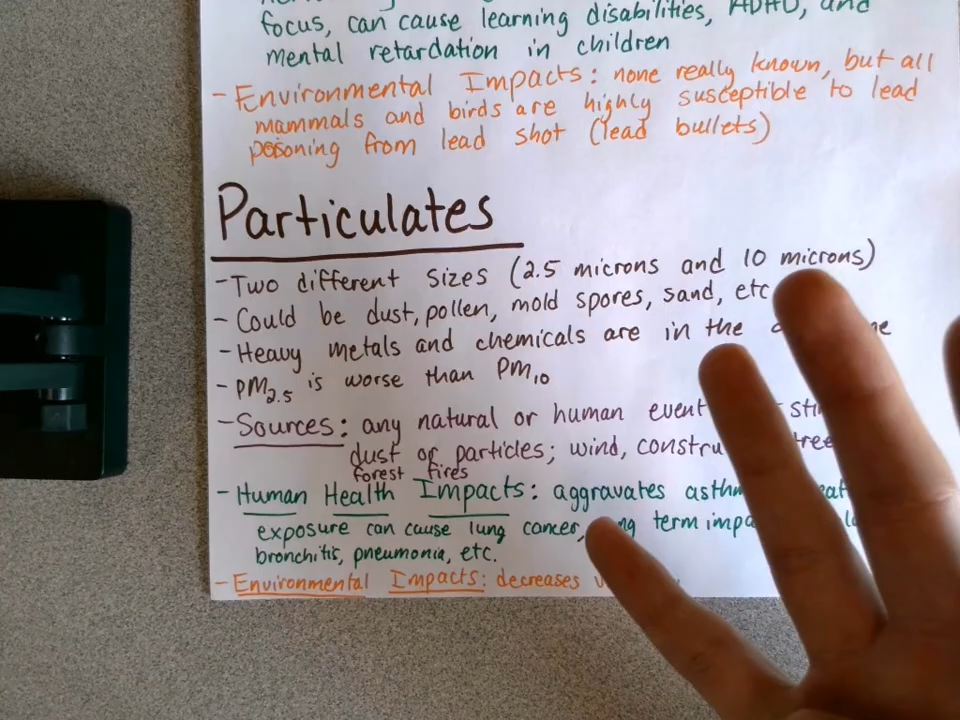 focus, can cause learning disabilities, ADHD, and
mental retardation in children
- Environmental Impacts: none really known, but all
mammals and birds are highly susceptible to lead
poisoning from lead shot (lead bullets)
Particulates
- Two different sizes (2.5 microns and 10 microns)
- Could be dust, pollen, mold spores, sand, etc
- Heavy metals and chemicals are in the
- PM2.5 is worse than PM10
- Sources: any natural or human event
dust or particles; wind,
forest fires
- Human Health Impacts: aggravates
exposure can cause lung cancer, term
bronchitis, pneumonia, etc.
- Environmental Impacts: decreases